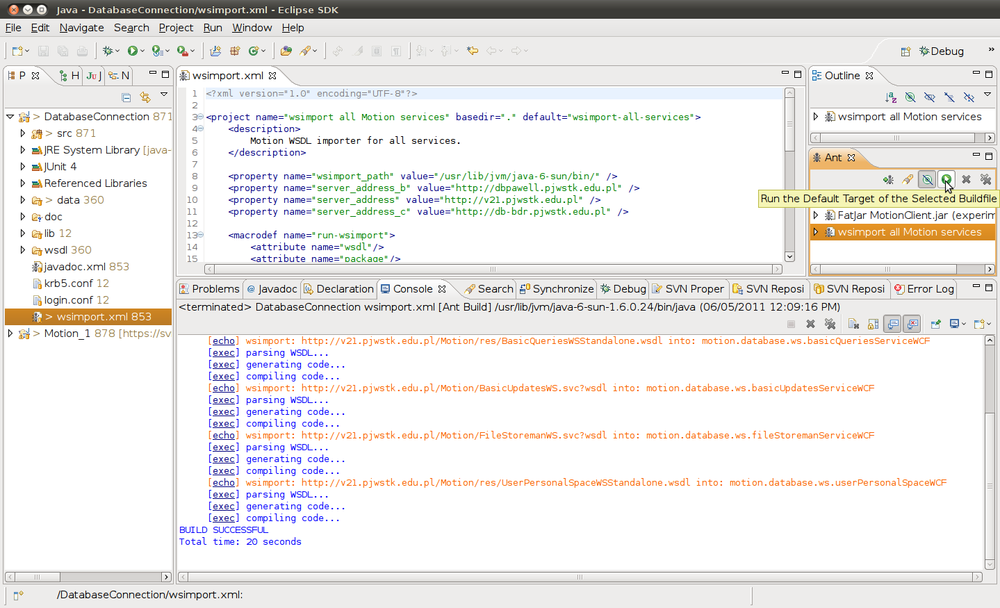 Java - DatabaseConnection/wsimport.xml - Eclipse SDK
File Edit Navigate Search Project Run Window Help
Debug »
P H Ju J N
DatabaseConnection 871
> src 871
JRE System Library [java-
JUnit 4
Referenced Libraries
> data 360
doc
lib 12
wsdl 360
javadoc.xml 853
krb5.conf 12
login.conf 12
> wsimport.xml 853
Motion_1 878 [https://sv
wsimport.xml
1 <?xml version="1.0" encoding="UTF-8"?>
2
3 <project name="wsimport all Motion services" basedir="." default="wsimport-all-services">
4 <description>
5 Motion WSDL importer for all services.
6 </description>
7
8 <property name="wsimport_path" value="/usr/lib/jvm/java-6-sun/bin/" />
9 <property name="server_address_b" value="http://dbpawell.pjwstk.edu.pl" />
10 <property name="server_address" value="http://v21.pjwstk.edu.pl" />
11 <property name="server_address_c" value="http://db-bdr.pjwstk.edu.pl" />
12
13 <macrodef name="run-wsimport">
14 <attribute name="wsdl"/>
15 <attribute name="package"/>
Outline
wsimport all Motion services
Ant
Run the Default Target of the Selected Buildfile
FatJar MotionClient.jar (experim
wsimport all Motion services
Problems @ Javadoc Declaration Console Search Synchronize Debug SVN Proper SVN Reposi SVN Reposi Error Log
<terminated> DatabaseConnection wsimport.xml [Ant Build] /usr/lib/jvm/java-6-sun-1.6.0.24/bin/java (06/05/2011 12:09:16 PM)
[echo] wsimport: http://v21.pjwstk.edu.pl/Motion/res/BasicQueriesWSStandalone.wsdl into: motion.database.ws.basicQueriesServiceWCF
[exec] parsing WSDL...
[exec] generating code...
[exec] compiling code...
[echo] wsimport: http://v21.pjwstk.edu.pl/Motion/BasicUpdatesWS.svc?wsdl into: motion.database.ws.basicUpdatesServiceWCF
[exec] parsing WSDL...
[exec] generating code...
[exec] compiling code...
[echo] wsimport: http://v21.pjwstk.edu.pl/Motion/FileStoremanWS.svc?wsdl into: motion.database.ws.fileStoremanServiceWCF
[exec] parsing WSDL...
[exec] generating code...
[exec] compiling code...
[echo] wsimport: http://v21.pjwstk.edu.pl/Motion/res/UserPersonalSpaceWSStandalone.wsdl into: motion.database.ws.userPersonalSpaceWCF
[exec] parsing WSDL...
[exec] generating code...
[exec] compiling code...
BUILD SUCCESSFUL
Total time: 20 seconds
/DatabaseConnection/wsimport.xml: